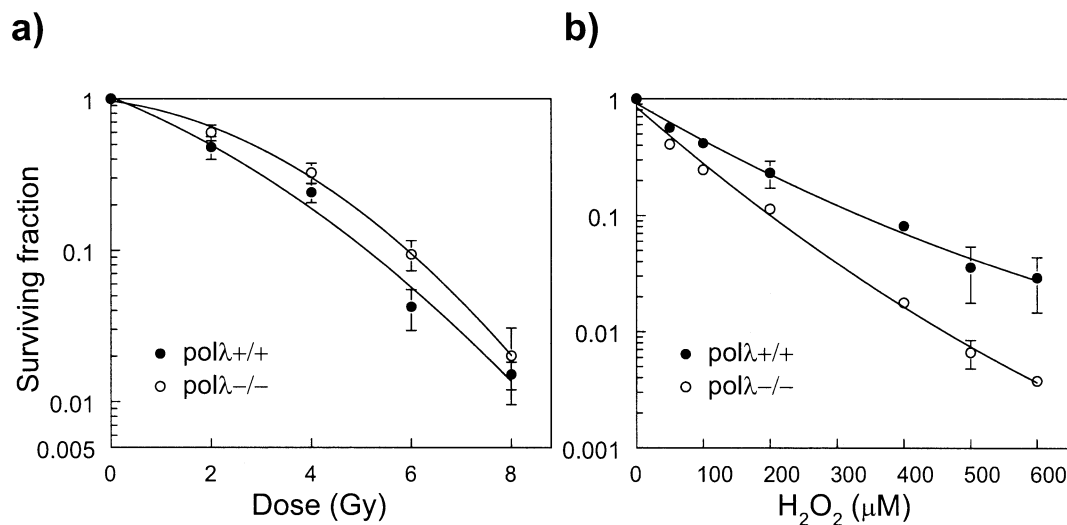 a)
b)
Surviving fraction
1
0.1
0.01
0.005
polλ+/+
polλ−/−
0 2 4 6 8
Dose (Gy)
1
0.1
0.01
0.001
polλ+/+
polλ−/−
0 100 200 300 400 500 600
H₂O₂ (μM)